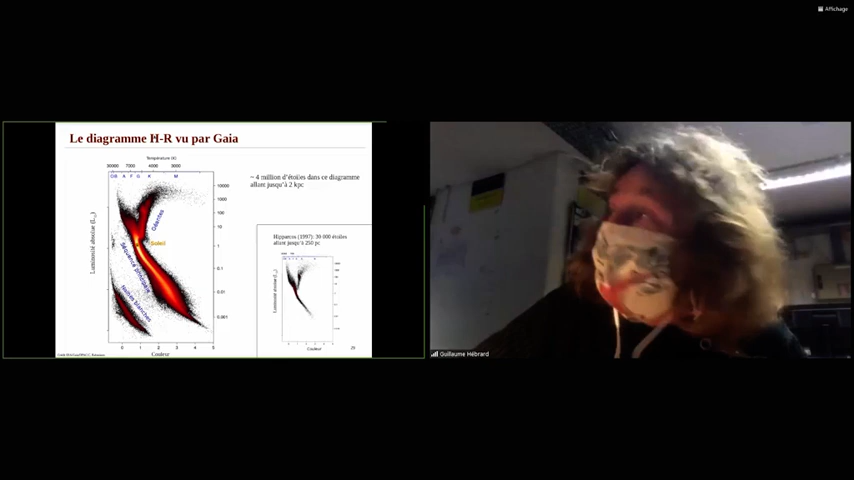 Affichage
Le diagramme H-R vu par Gaia
Température (K)
30000 7000 4000 3000
OB A F G K M
10000
1000
100
10
1
0.1
0.01
0.001
Luminosité absolue
Géantes
Soleil
Séquence principale
Naines blanches
0 1 2 3 4 5
Couleur
~ 4 million d'étoiles dans ce diagramme
allant jusqu'à 2 kpc
Hipparcos (1997): 30 000 étoiles
allant jusqu'à 250 pc
Luminosité absolue
Couleur
Guillaume Hébrard